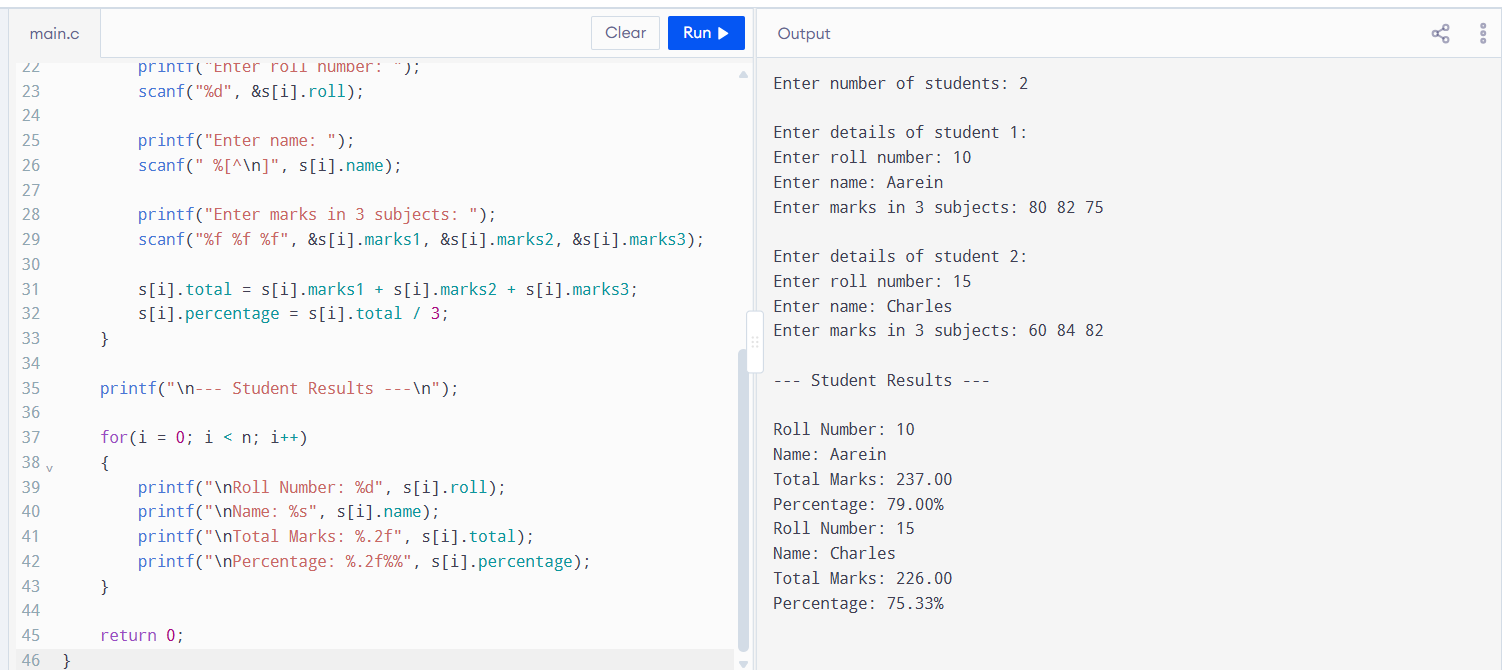 main.c
Clear
Run
Output
22 printf("Enter roll number: ");
23 scanf("%d", &s[i].roll);
24
25 printf("Enter name: ");
26 scanf(" %[^\n]", s[i].name);
27
28 printf("Enter marks in 3 subjects: ");
29 scanf("%f %f %f", &s[i].marks1, &s[i].marks2, &s[i].marks3);
30
31 s[i].total = s[i].marks1 + s[i].marks2 + s[i].marks3;
32 s[i].percentage = s[i].total / 3;
33 }
34
35 printf("\n--- Student Results ---\n");
36
37 for(i = 0; i < n; i++)
38 {
39 printf("\nRoll Number: %d", s[i].roll);
40 printf("\nName: %s", s[i].name);
41 printf("\nTotal Marks: %.2f", s[i].total);
42 printf("\nPercentage: %.2f%%", s[i].percentage);
43 }
44
45 return 0;
46 }
Enter number of students: 2
Enter details of student 1:
Enter roll number: 10
Enter name: Aarein
Enter marks in 3 subjects: 80 82 75
Enter details of student 2:
Enter roll number: 15
Enter name: Charles
Enter marks in 3 subjects: 60 84 82
--- Student Results ---
Roll Number: 10
Name: Aarein
Total Marks: 237.00
Percentage: 79.00%
Roll Number: 15
Name: Charles
Total Marks: 226.00
Percentage: 75.33%